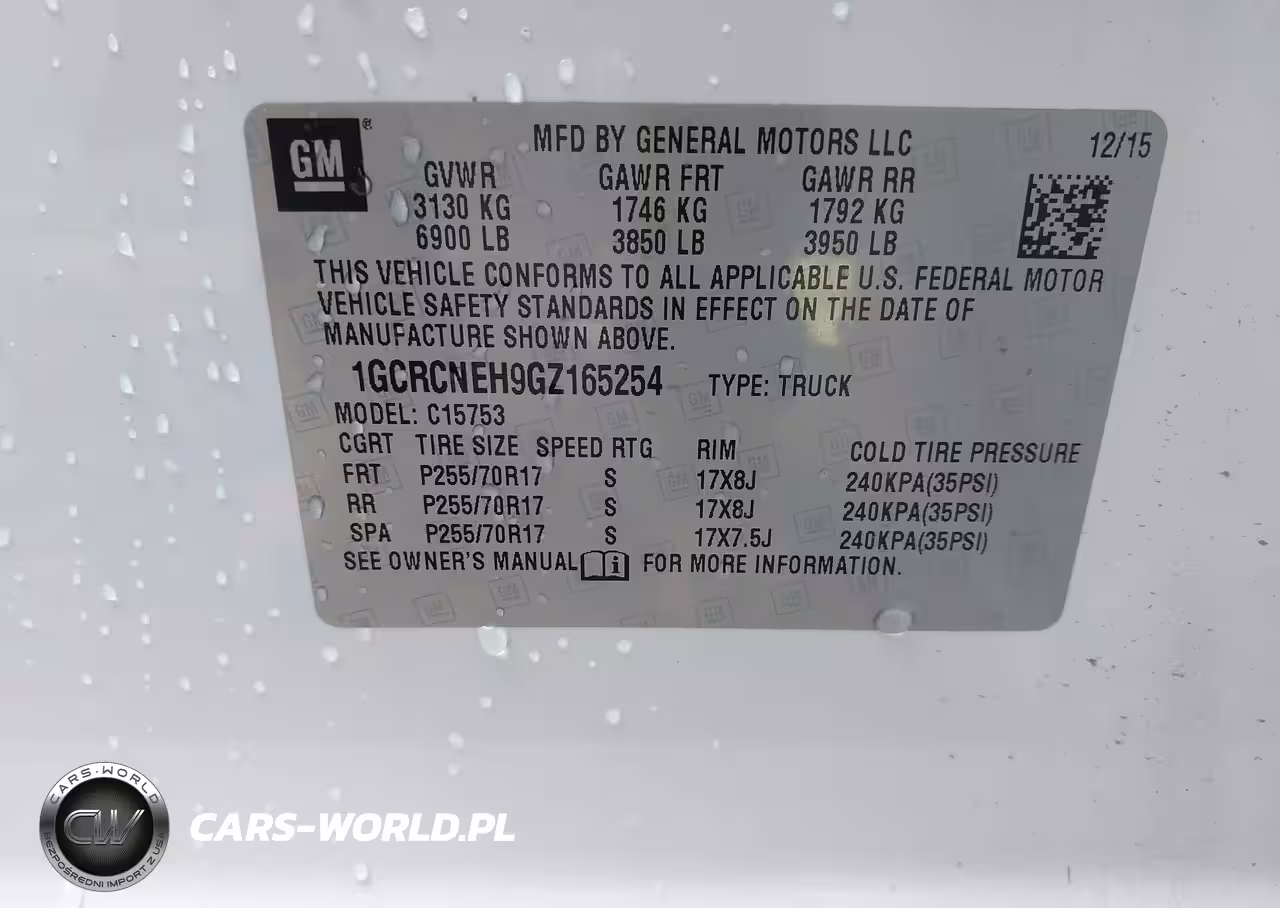 GM ®
MFD BY GENERAL MOTORS LLC 12/15
GVWR GAWR FRT GAWR RR
3130 KG 1746 KG 1792 KG
6900 LB 3850 LB 3950 LB
THIS VEHICLE CONFORMS TO ALL APPLICABLE U.S. FEDERAL MOTOR
VEHICLE SAFETY STANDARDS IN EFFECT ON THE DATE OF
MANUFACTURE SHOWN ABOVE.
1GCRCNEH9GZ165254 TYPE: TRUCK
MODEL: C15753
CGRT TIRE SIZE SPEED RTG RIM COLD TIRE PRESSURE
FRT P255/70R17 S 17X8J 240KPA(35PSI)
RR P255/70R17 S 17X8J 240KPA(35PSI)
SPA P255/70R17 S 17X7.5J 240KPA(35PSI)
SEE OWNER'S MANUAL i FOR MORE INFORMATION.
CARS-WORLD
CW
BEZPOŚREDNI IMPORT Z USA
CARS-WORLD.PL